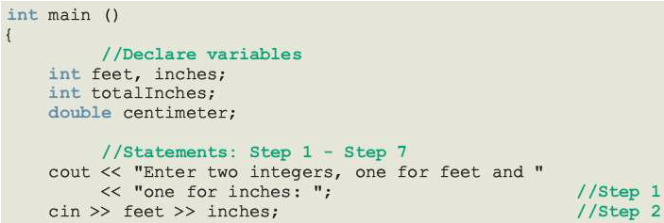 int main ()
{
//Declare variables
int feet, inches;
int totalInches;
double centimeter;
//Statements: Step 1 - Step 7
cout << "Enter two integers, one for feet and "
<< "one for inches: "; //Step 1
cin >> feet >> inches; //Step 2